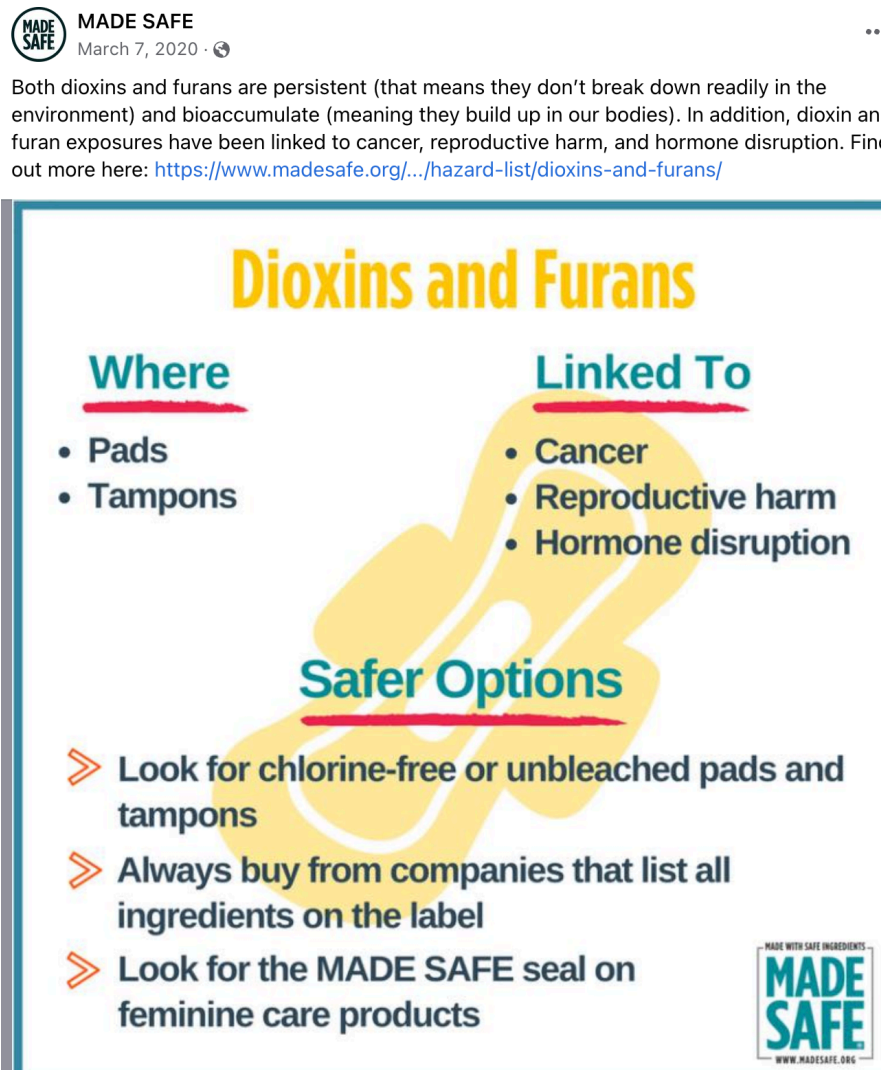 MADE SAFE
MADE SAFE
March 7, 2020 ·
Both dioxins and furans are persistent (that means they don’t break down readily in the
environment) and bioaccumulate (meaning they build up in our bodies). In addition, dioxin an
furan exposures have been linked to cancer, reproductive harm, and hormone disruption. Find
out more here: https://www.madesafe.org/.../hazard-list/dioxins-and-furans/
Dioxins and Furans
Where
• Pads
• Tampons
Linked To
• Cancer
• Reproductive harm
• Hormone disruption
Safer Options
Look for chlorine-free or unbleached pads and
tampons
Always buy from companies that list all
ingredients on the label
Look for the MADE SAFE seal on
feminine care products
MADE WITH SAFE INGREDIENTS
MADE
SAFE
WWW.MADESAFE.ORG